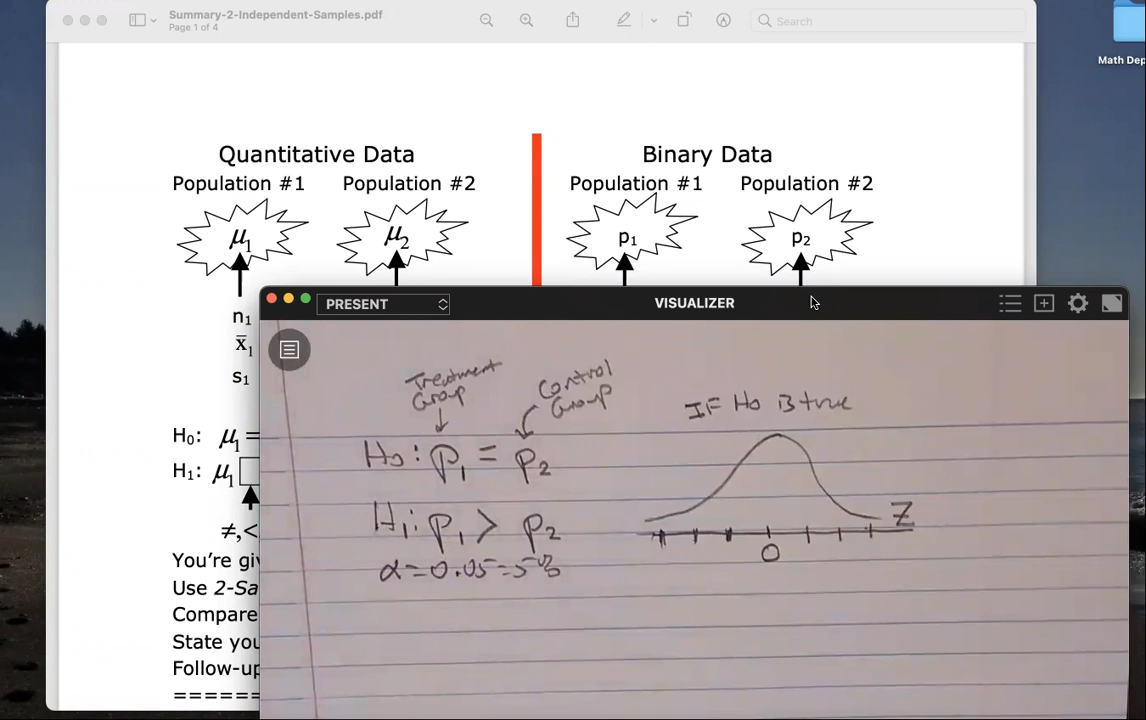 Summary-2-Independent-Samples.pdf
Page 1 of 4
Search
Math Dep
Quantitative Data
Binary Data
Population #1
Population #2
Population #1
Population #2
μ1
μ2
p1
p2
n1
x̄1
s1
H0: μ1 =
H1: μ1
≠,<
You're giv
Use 2-Sa
Compare
State you
Follow-up
=======
PRESENT
VISUALIZER
Treatment Group
Control Group
H0: p1 = p2
H1: p1 > p2
α=0.05=5%
IF H0 is true
Z
0